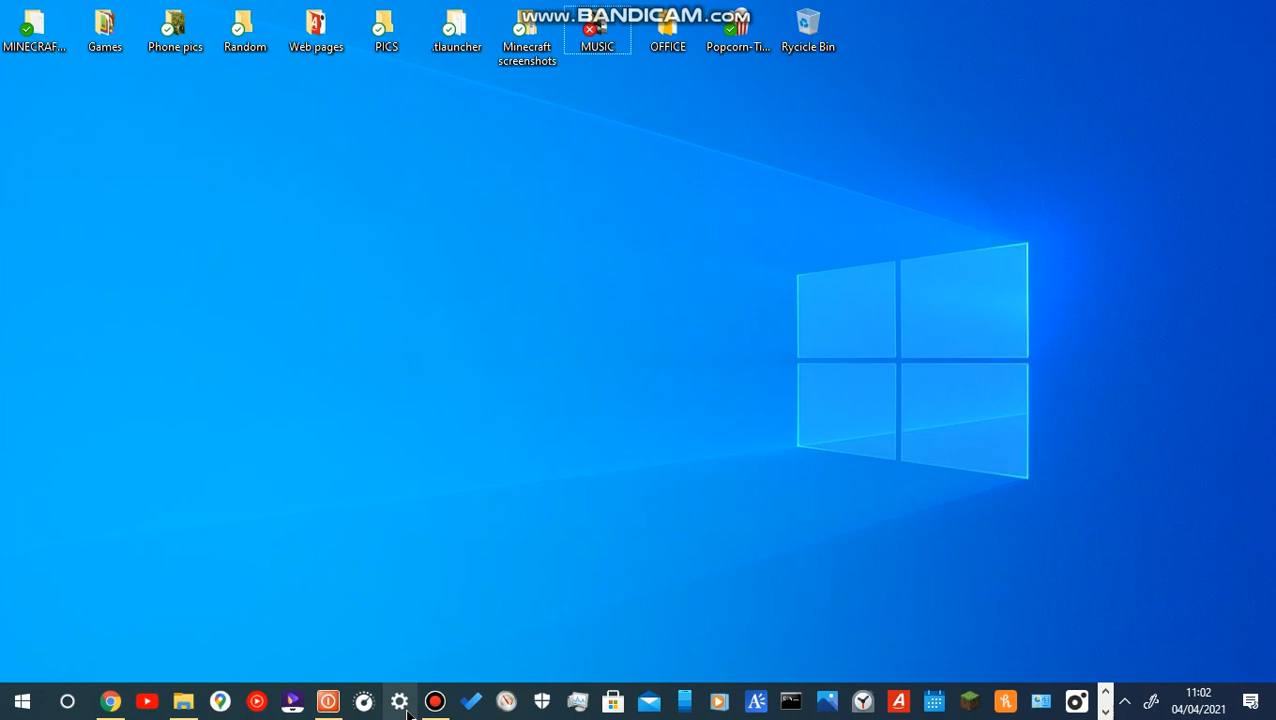 www.BANDICAM.com
MINECRAF...
Games
Phone pics
Random
Web pages
PICS
.tlauncher
Minecraft
screenshots
MUSIC
OFFICE
Popcorn-Ti...
Rycicle Bin
11:02
04/04/2021